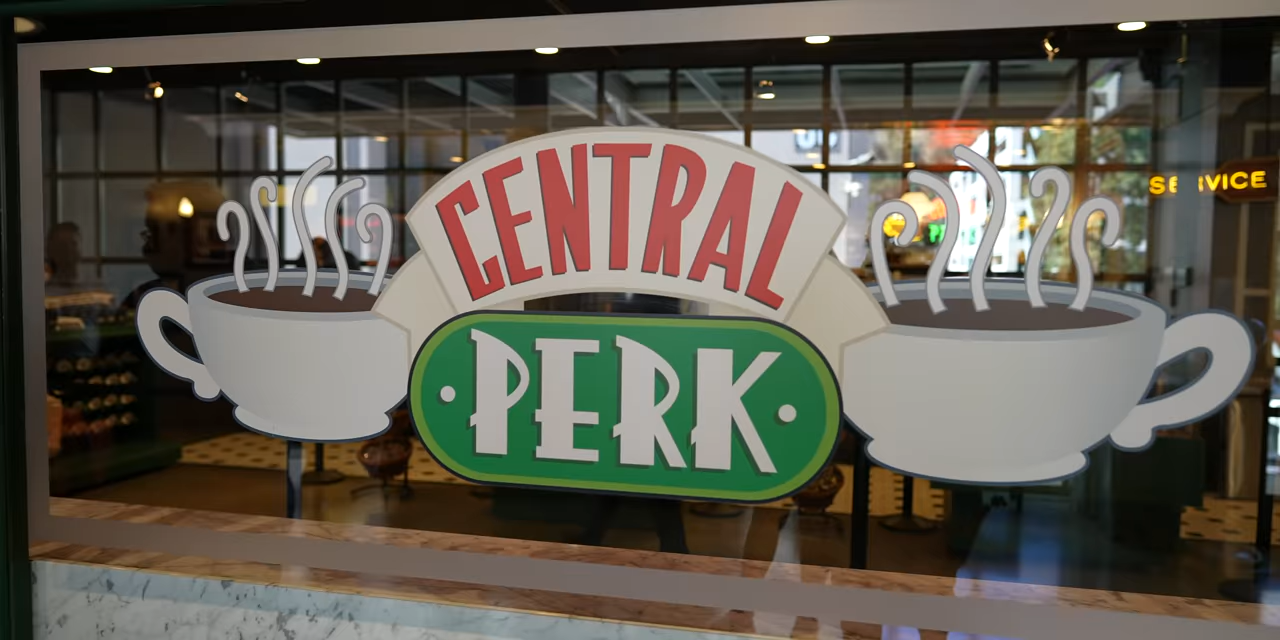 CENTRAL
• PERK •
SERVICE